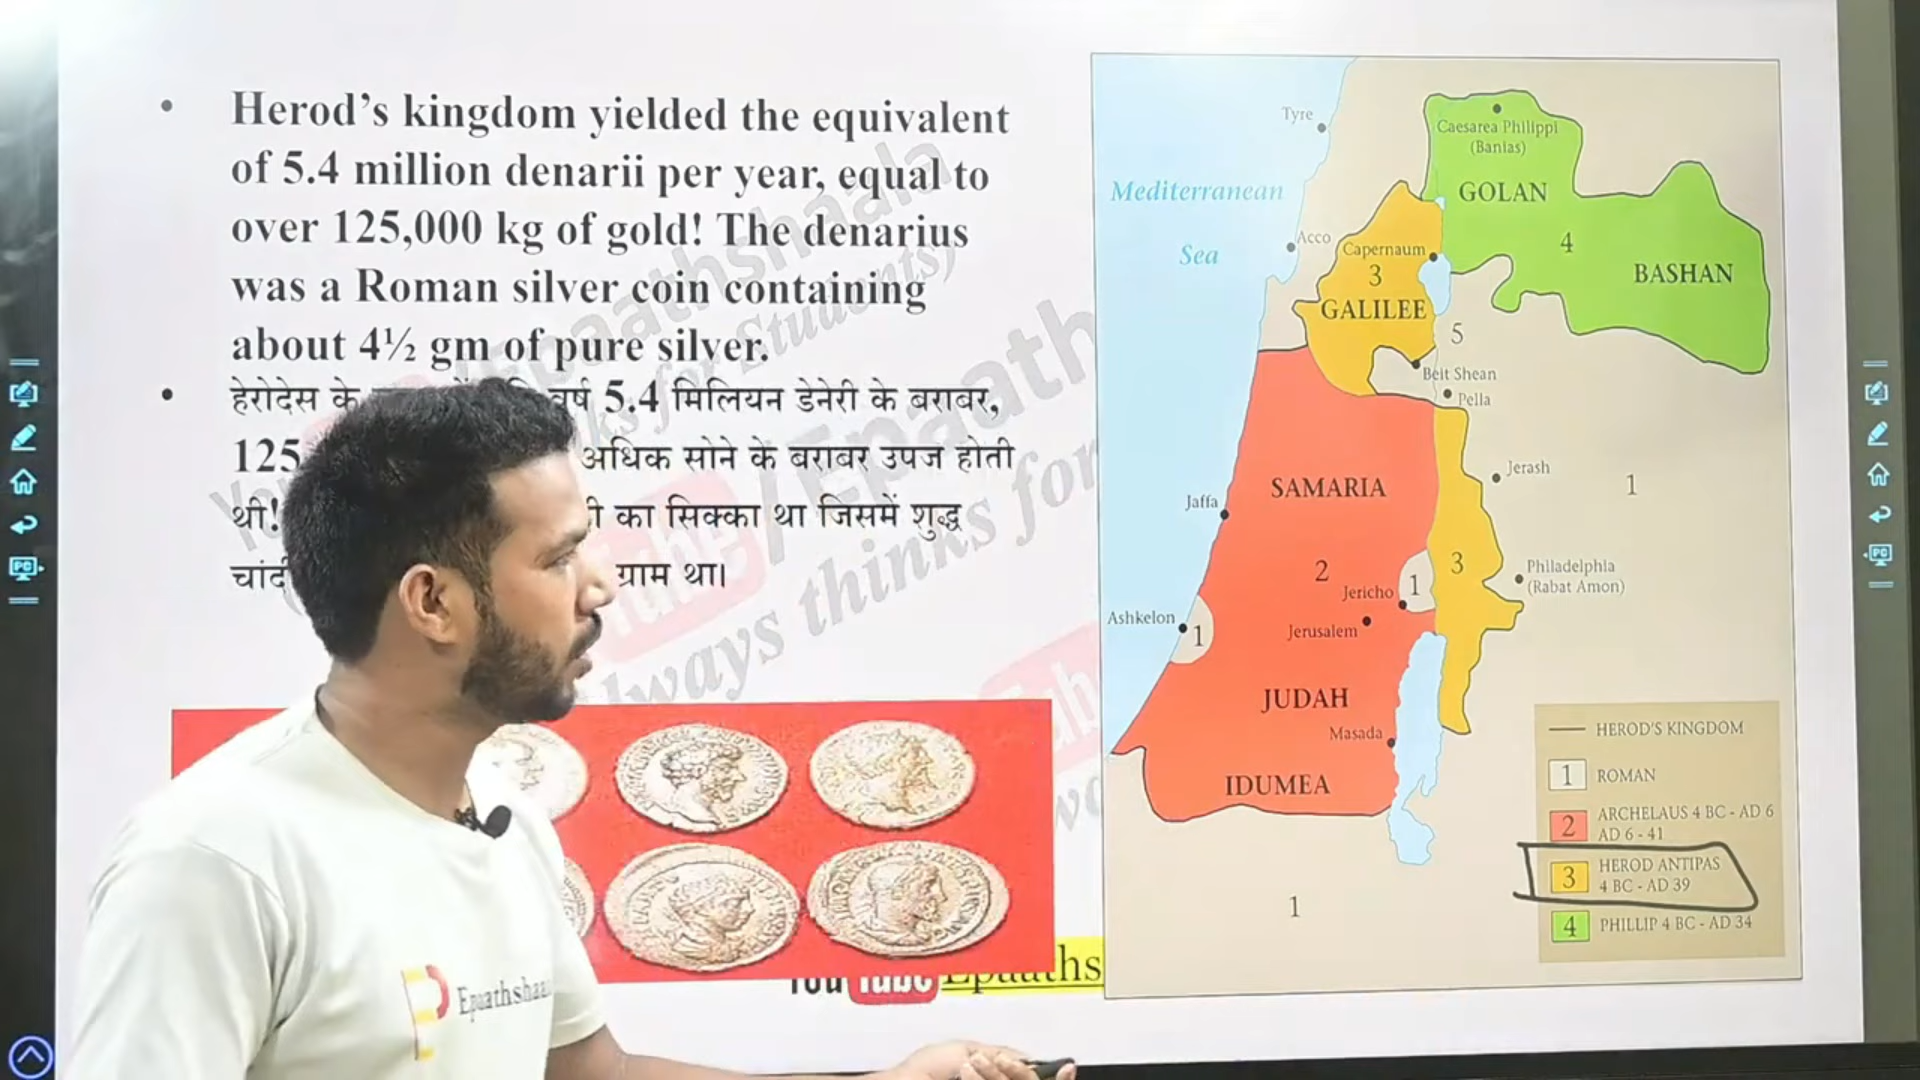 Herod’s kingdom yielded the equivalent
of 5.4 million denarii per year, equal to
over 125,000 kg of gold! The denarius
was a Roman silver coin containing
about 4½ gm of pure silver.
हेरोदेस के वर्ष 5.4 मिलियन डेनेरी के बराबर,
125 अधिक सोने के बराबर उपज होती
थी! का सिक्का था जिसमें शुद्ध
ग्राम था।
YouTube Epaaths
Epaathshaa
Tyre
Caesarea Philippi
(Banias)
Mediterranean
Sea
GOLAN
Acco
Capernaum
4
BASHAN
3
GALILEE
5
Beit Shean
Pella
Jerash
SAMARIA
1
Jaffa
2
3
Philadelphia
(Rabat Amon)
Jericho
1
Ashkelon
1
Jerusalem
JUDAH
Masada
IDUMEA
1
HEROD'S KINGDOM
1 ROMAN
2 ARCHELAUS 4 BC - AD 6
AD 6 - 41
3 HEROD ANTIPAS
4 BC - AD 39
4 PHILLIP 4 BC - AD 34